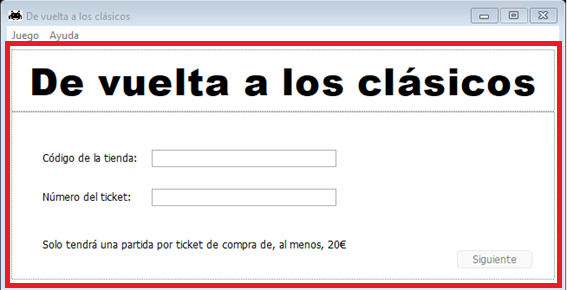 De vuelta a los clásicos
Juego Ayuda
De vuelta a los clásicos
Código de la tienda:
Número del ticket:
Solo tendrá una partida por ticket de compra de, al menos, 20€
Siguiente